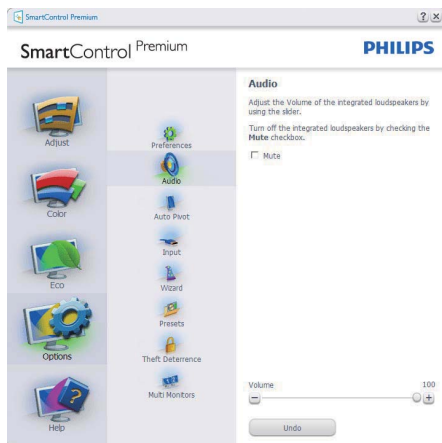 SmartControl Premium
SmartControl Premium
PHILIPS
Adjust
Color
Eco
Options
Help
Preferences
Audio
Auto Pivot
Input
Wizard
Presets
Theft Deterrence
Multi Monitors
Audio
Adjust the Volume of the integrated loudspeakers by
using the slider.
Turn off the integrated loudspeakers by checking the
Mute checkbox.
Mute
Volume 100
Undo